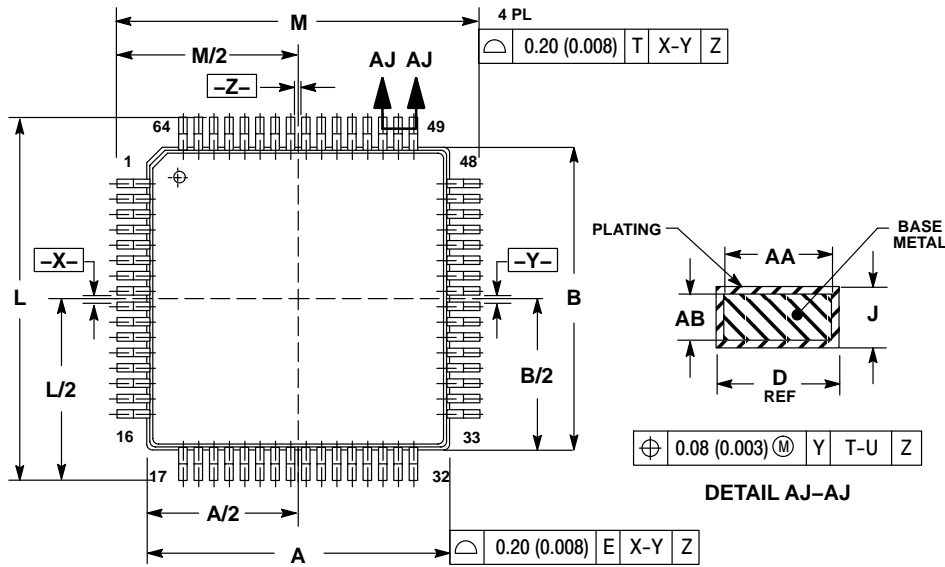 M
4 PL
⌓ 0.20 (0.008) T X–Y Z
M/2
AJ AJ
–Z–
64
49
1
48
PLATING
BASE
METAL
–X–
–Y–
AA
L
B
AB
J
L/2
B/2
D
REF
16
33
⌖ 0.08 (0.003) Ⓜ Y T–U Z
17
32
DETAIL AJ–AJ
A/2
A
⌓ 0.20 (0.008) E X–Y Z